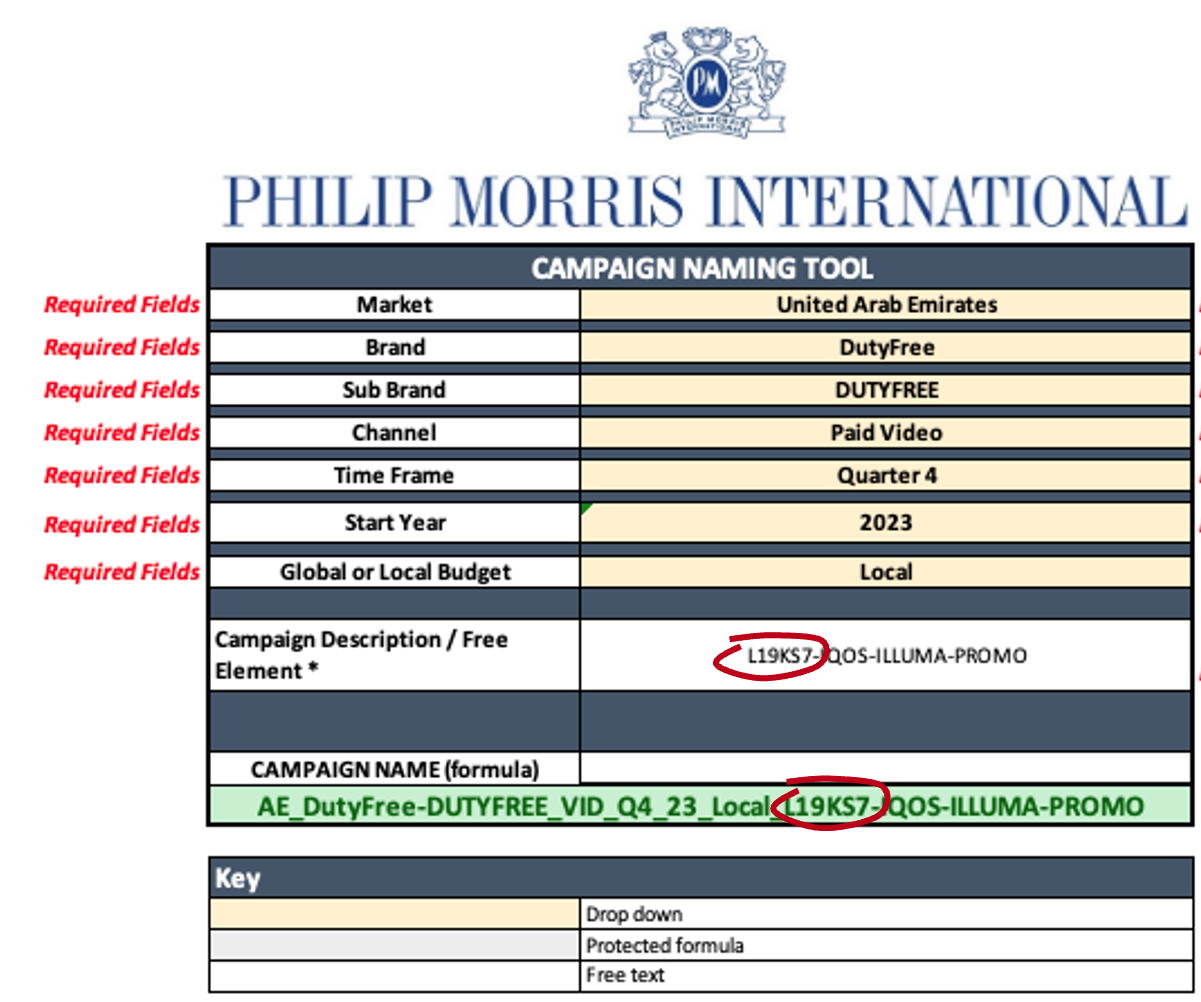 PM
PHILIP MORRIS
INTERNATIONAL
PHILIP MORRIS INTERNATIONAL
CAMPAIGN NAMING TOOL
Required Fields Market United Arab Emirates
Required Fields Brand DutyFree
Required Fields Sub Brand DUTYFREE
Required Fields Channel Paid Video
Required Fields Time Frame Quarter 4
Required Fields Start Year 2023
Required Fields Global or Local Budget Local
Campaign Description / Free
Element * L19KS7-IQOS-ILLUMA-PROMO
CAMPAIGN NAME (formula)
AE_DutyFree-DUTYFREE_VID_Q4_23_Local_L19KS7-IQOS-ILLUMA-PROMO
Key
Drop down
Protected formula
Free text